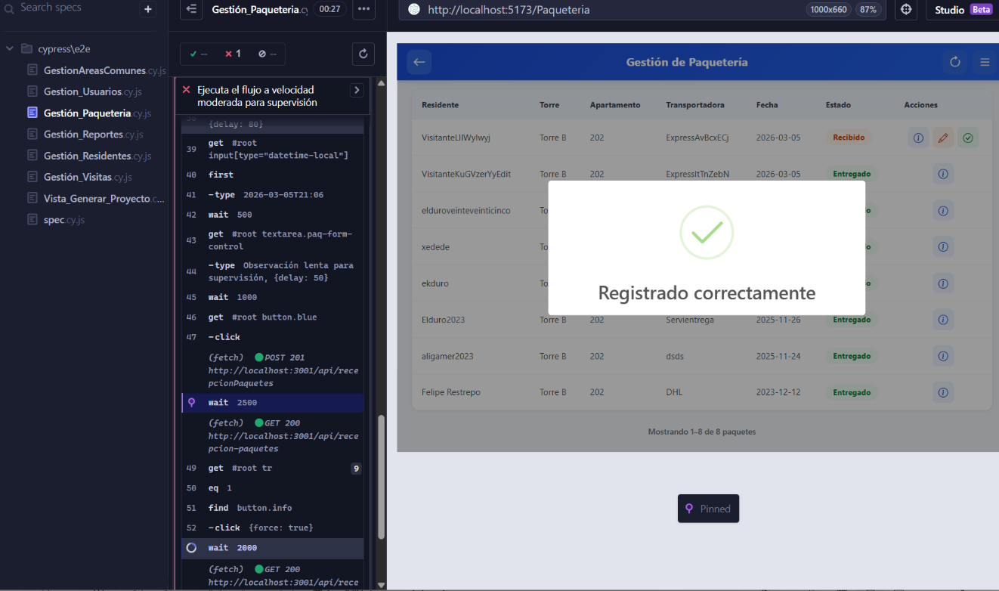 Search specs
+
cypress\e2e
GestionAreasComunes.cy.js
Gestion_Usuarios.cy.js
Gestión_Paqueteria.cy.js
Gestión_Reportes.cy.js
Gestión_Residentes.cy.js
Gestión_Visitas.cy.js
Vista_Generar_Proyecto.c...
spec.cy.js
Gestión_Paqueteria.cy
00:27
--
1
--
Ejecuta el flujo a velocidad
moderada para supervisión
38
{delay: 80}
39 get #root
input[type="datetime-local"]
40 first
41 -type 2026-03-05T21:06
42 wait 500
43 get #root textarea.paq-form-
control
44 -type Observación lenta para
supervisión, {delay: 50}
45 wait 1000
46 get #root button.blue
47 -click
(fetch) POST 201
http://localhost:3001/api/rece
pcionPaquetes
wait 2500
(fetch) GET 200
http://localhost:3001/api/rece
pcion-paquetes
49 get #root tr 9
50 eq 1
51 find button.info
52 -click {force: true}
wait 2000
(fetch) GET 200
http://localhost:3001/api/rece
http://localhost:5173/Paqueteria
1000x660
87%
Studio Beta
Gestión de Paquetería
Residente Torre Apartamento Transportadora Fecha Estado Acciones
Torre B 202 2026-03-05 Recibido
VisitanteKuGVzerYyEdit Torre B 202 ExpressItTnZebN 2026-03-05 Entregado
elduroveinteveinticinco To o
xedede To o
ekduro To o
Registrado correctamente
Elduro2023 Torre B 202 Servientrega 2025-11-26 Entregado
aligamer2023 Torre B 202 dsds 2025-11-24 Entregado
Felipe Restrepo Torre B 202 DHL 2023-12-12 Entregado
Mostrando 1–8 de 8 paquetes
Pinned